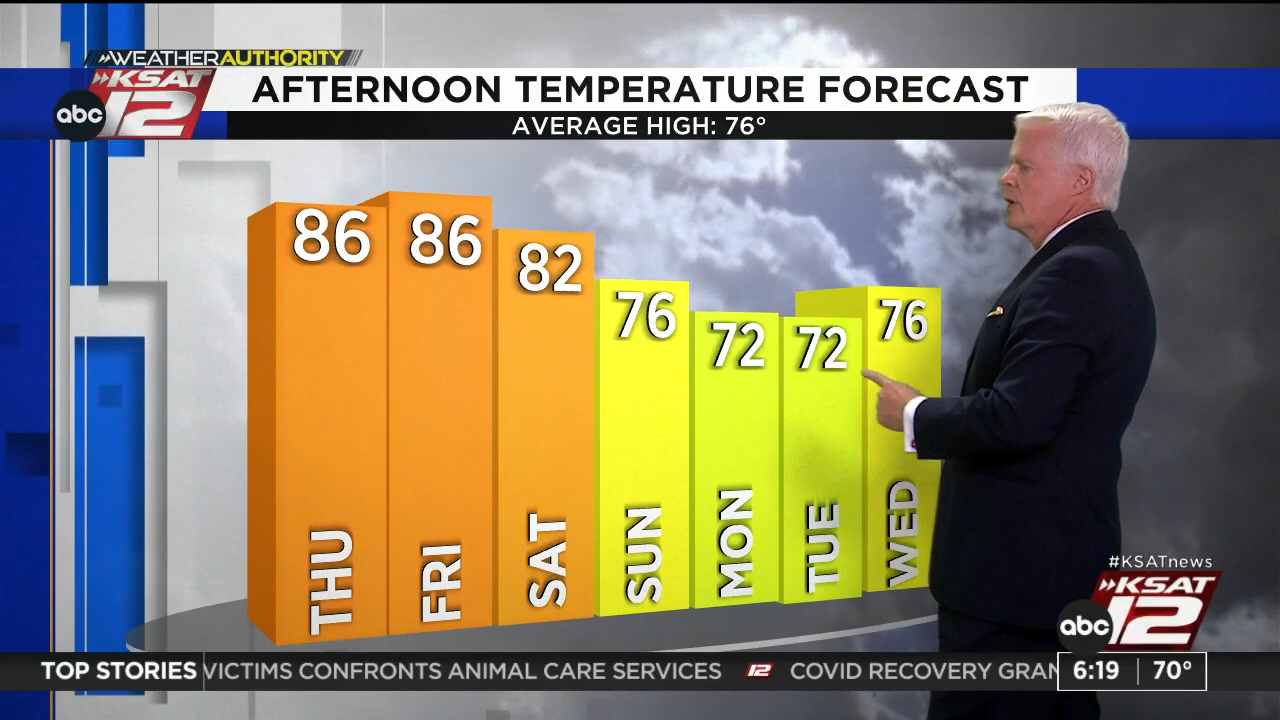 WEATHERAUTHORITY
KSAT
abc 12
AFTERNOON TEMPERATURE FORECAST
AVERAGE HIGH: 76°
86 86 82 76 72 72 76
THU FRI SAT SUN MON TUE WED
#KSATnews
KSAT
abc 12
TOP STORIES VICTIMS CONFRONTS ANIMAL CARE SERVICES 12 COVID RECOVERY GRAN 6:19 70°